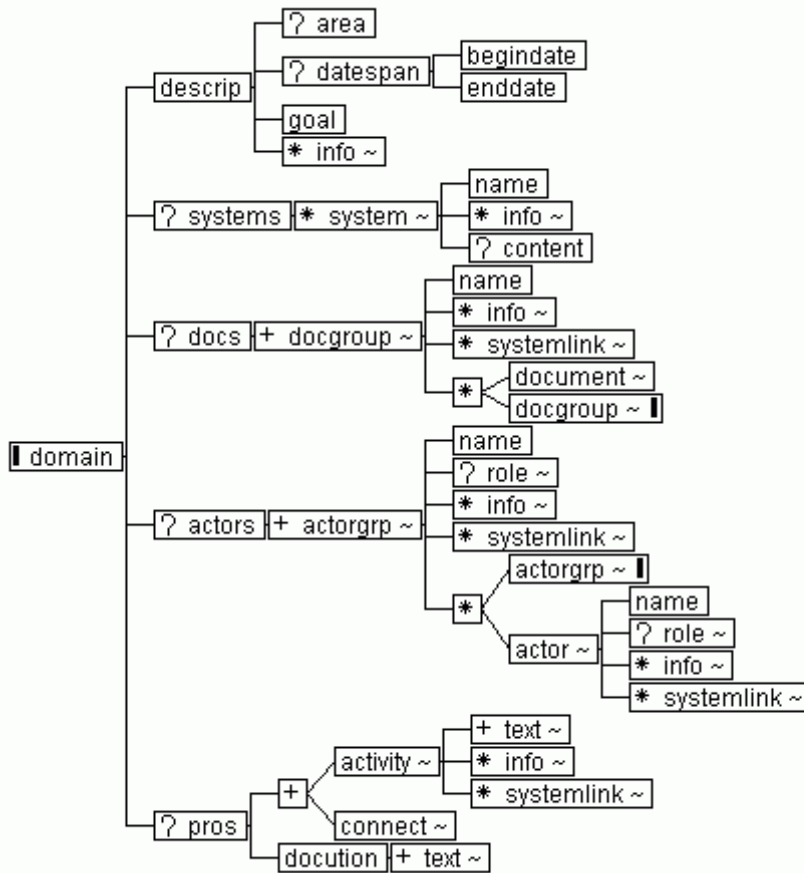 ? area
? datespan
begindate
enddate
descrip
goal
* info ~
? systems
* system ~
name
* info ~
? content
name
* info ~
? docs
+ docgroup ~
* systemlink ~
*
document ~
docgroup ~
domain
name
? role ~
* info ~
? actors
+ actorgrp ~
* systemlink ~
*
actorgrp ~
actor ~
name
? role ~
* info ~
* systemlink ~
+ text ~
activity ~
* info ~
+
* systemlink ~
connect ~
? pros
docution
+ text ~